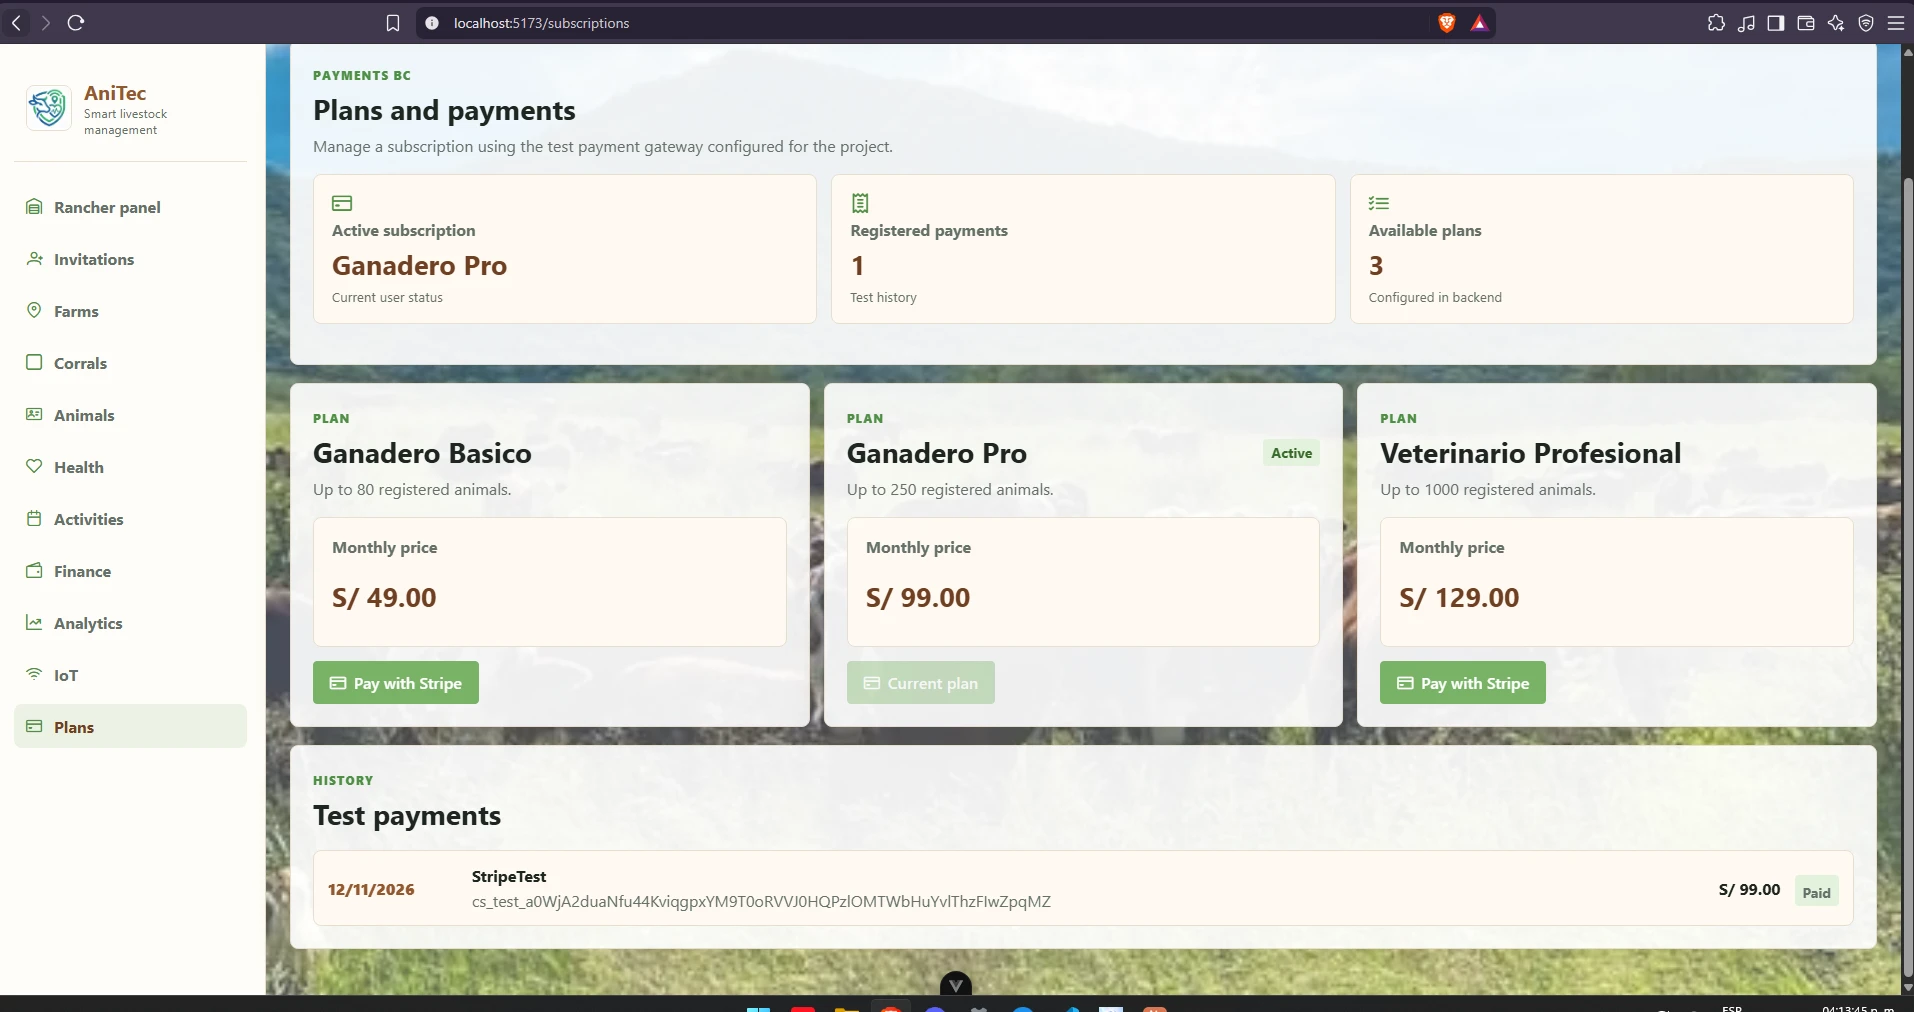 localhost:5173/subscriptions
AniTec
Smart livestock
management
Rancher panel
Invitations
Farms
Corrals
Animals
Health
Activities
Finance
Analytics
IoT
Plans
PAYMENTS BC
Plans and payments
Manage a subscription using the test payment gateway configured for the project.
Active subscription
Ganadero Pro
Current user status
Registered payments
1
Test history
Available plans
3
Configured in backend
PLAN
Ganadero Basico
Up to 80 registered animals.
Monthly price
S/ 49.00
Pay with Stripe
PLAN
Ganadero Pro
Active
Up to 250 registered animals.
Monthly price
S/ 99.00
Current plan
PLAN
Veterinario Profesional
Up to 1000 registered animals.
Monthly price
S/ 129.00
Pay with Stripe
HISTORY
Test payments
12/11/2026
StripeTest
cs_test_a0WjA2duaNfu44KviqgpxYM9T0oRVVJ0HQPzlOMTWbHuYvlThzFIwZpqMZ
S/ 99.00
Paid
ESP
04:13:45 p. m.